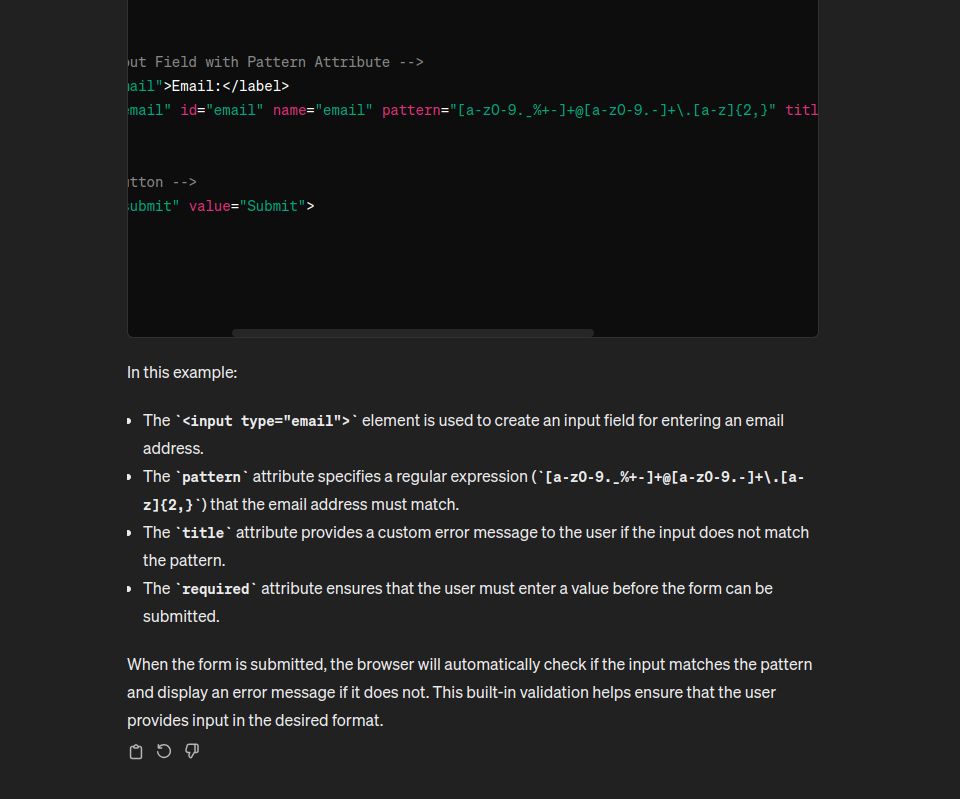 out Field with Pattern Attribute -->
mail">Email:</label>
email" id="email" name="email" pattern="[a-z0-9._%+-]+@[a-z0-9.-]+\.[a-z]{2,}" titl
utton -->
submit" value="Submit">
In this example:
The `<input type="email">` element is used to create an input field for entering an email
address.
The `pattern` attribute specifies a regular expression (`[a-z0-9._%+-]+@[a-z0-9.-]+\.[a-
z]{2,}`) that the email address must match.
The `title` attribute provides a custom error message to the user if the input does not match
the pattern.
The `required` attribute ensures that the user must enter a value before the form can be
submitted.
When the form is submitted, the browser will automatically check if the input matches the pattern
and display an error message if it does not. This built-in validation helps ensure that the user
provides input in the desired format.